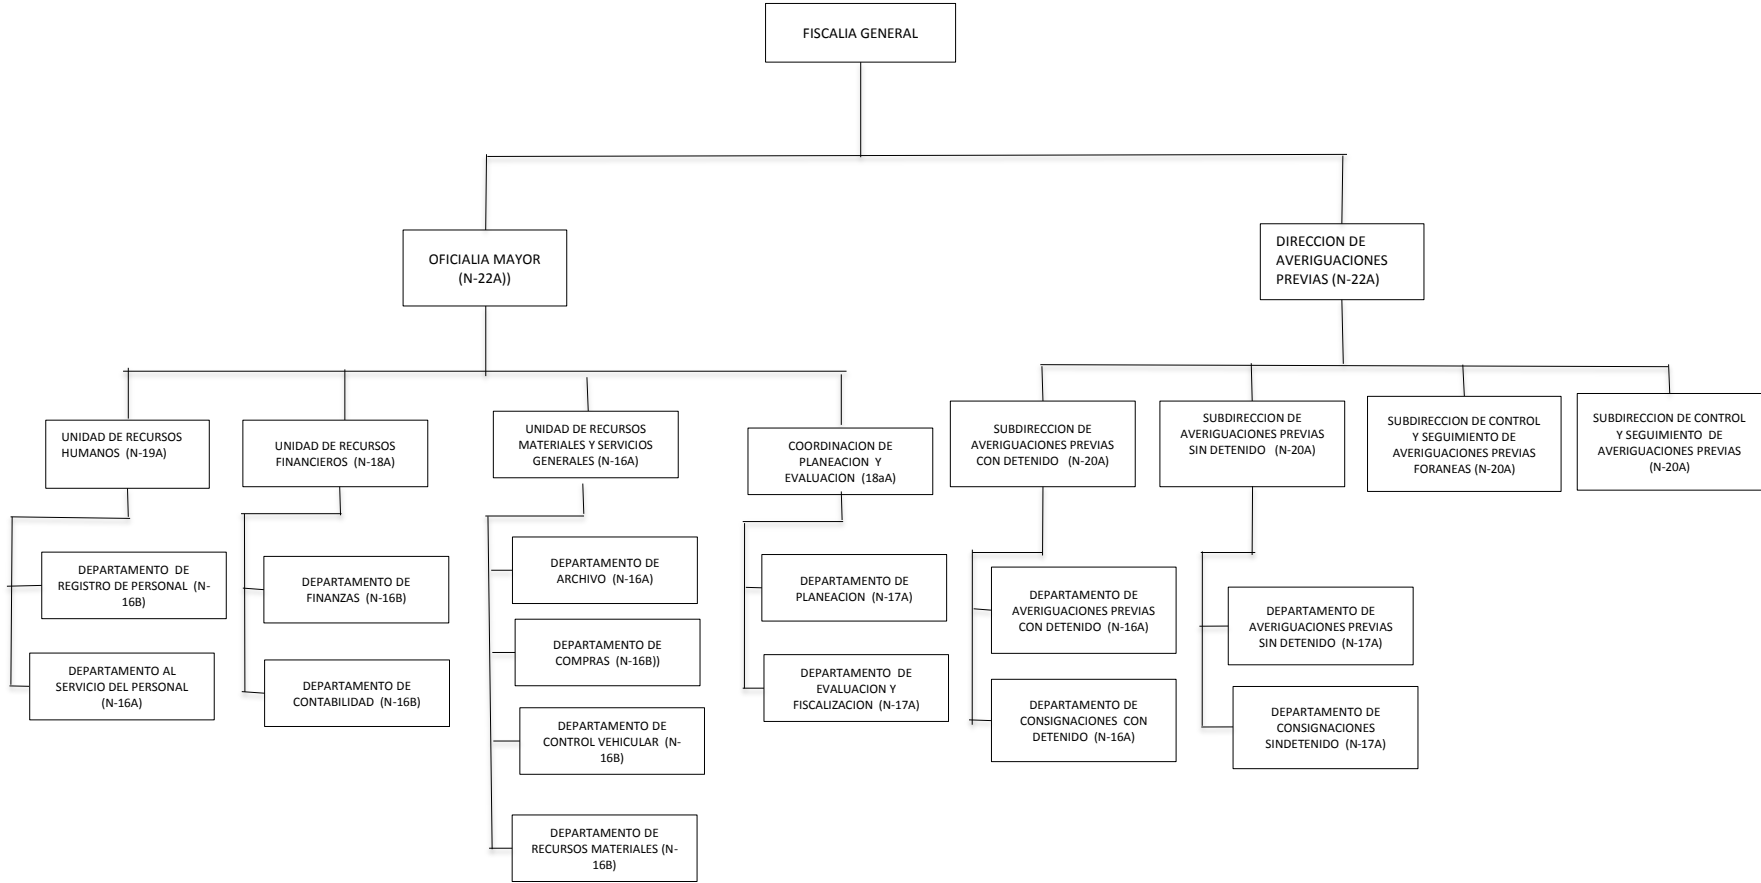 FISCALIA GENERAL
OFICIALIA MAYOR
(N-22A))
DIRECCION DE
AVERIGUACIONES
PREVIAS (N-22A)
UNIDAD DE RECURSOS
HUMANOS (N-19A)
UNIDAD DE RECURSOS
FINANCIEROS (N-18A)
UNIDAD DE RECURSOS
MATERIALES Y SERVICIOS
GENERALES (N-16A)
COORDINACION DE
PLANEACION Y
EVALUACION (18aA)
SUBDIRECCION DE
AVERIGUACIONES PREVIAS
CON DETENIDO (N-20A)
SUBDIRECCION DE
AVERIGUACIONES PREVIAS
SIN DETENIDO (N-20A)
SUBDIRECCION DE CONTROL
Y SEGUIMIENTO DE
AVERIGUACIONES PREVIAS
FORANEAS (N-20A)
SUBDIRECCION DE CONTROL
Y SEGUIMIENTO DE
AVERIGUACIONES PREVIAS
(N-20A)
DEPARTAMENTO DE
REGISTRO DE PERSONAL (N-
16B)
DEPARTAMENTO AL
SERVICIO DEL PERSONAL
(N-16A)
DEPARTAMENTO DE
FINANZAS (N-16B)
DEPARTAMENTO DE
CONTABILIDAD (N-16B)
DEPARTAMENTO DE
ARCHIVO (N-16A)
DEPARTAMENTO DE
COMPRAS (N-16B))
DEPARTAMENTO DE
CONTROL VEHICULAR (N-
16B)
DEPARTAMENTO DE
RECURSOS MATERIALES (N-
16B)
DEPARTAMENTO DE
PLANEACION (N-17A)
DEPARTAMENTO DE
EVALUACION Y
FISCALIZACION (N-17A)
DEPARTAMENTO DE
AVERIGUACIONES PREVIAS
CON DETENIDO (N-16A)
DEPARTAMENTO DE
CONSIGNACIONES CON
DETENIDO (N-16A)
DEPARTAMENTO DE
AVERIGUACIONES PREVIAS
SIN DETENIDO (N-17A)
DEPARTAMENTO DE
CONSIGNACIONES
SINDETENIDO (N-17A)